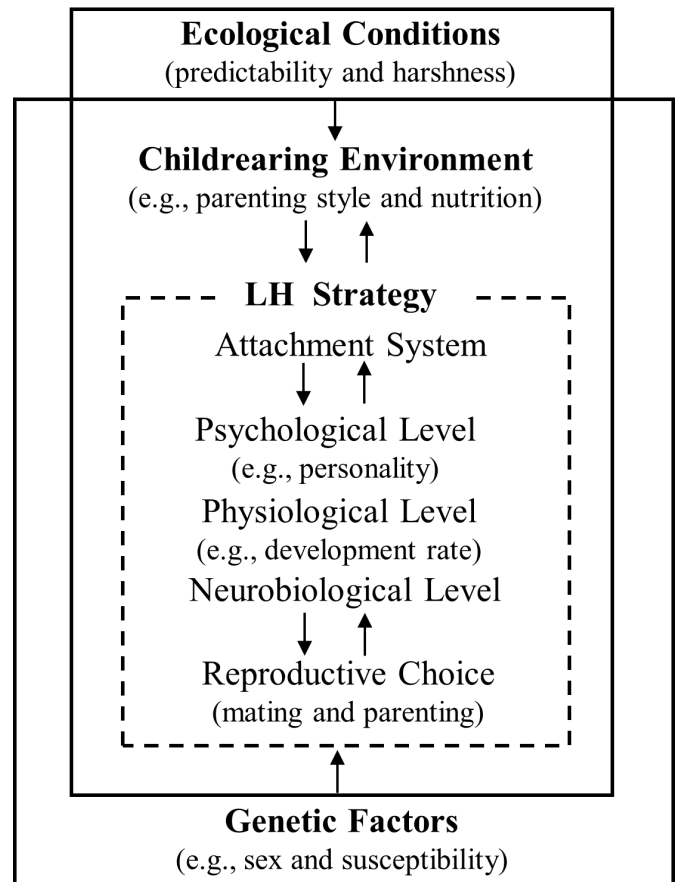 Ecological Conditions
(predictability and harshness)
Childrearing Environment
(e.g., parenting style and nutrition)
LH Strategy
Attachment System
Psychological Level
(e.g., personality)
Physiological Level
(e.g., development rate)
Neurobiological Level
Reproductive Choice
(mating and parenting)
Genetic Factors
(e.g., sex and susceptibility)